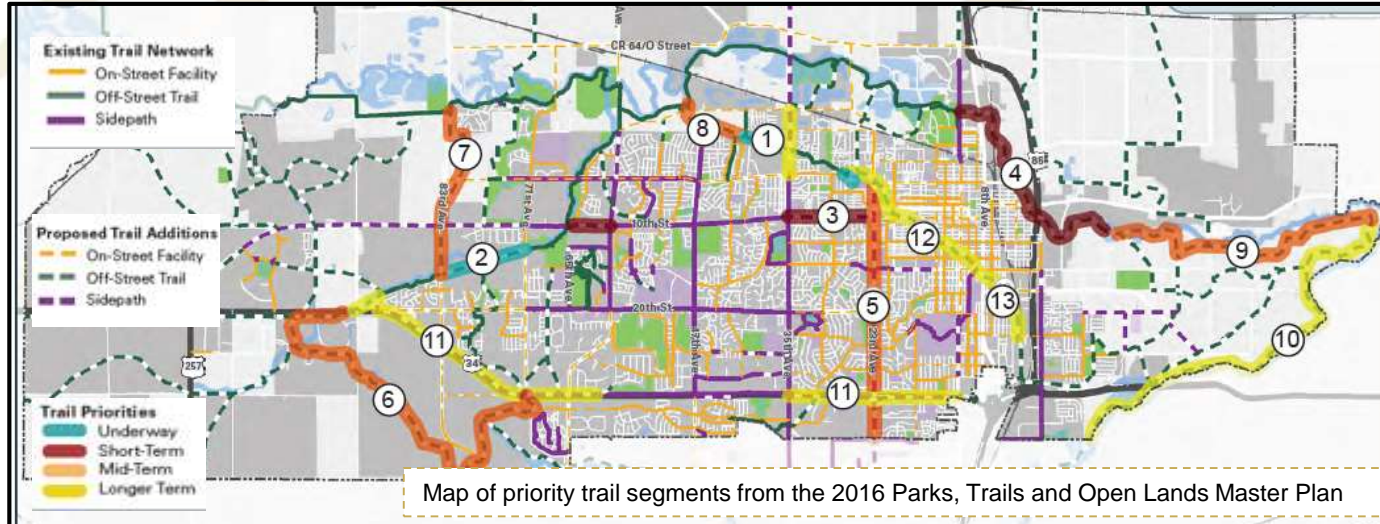 Existing Trail Network
On-Street Facility
Off-Street Trail
Sidepath
Proposed Trail Additions
On-Street Facility
Off-Street Trail
Sidepath
Trail Priorities
Underway
Short-Term
Mid-Term
Longer Term
Ave.
CR 64/O Street
83rd Ave.
71st Ave.
10th St.
20th St.
47th Ave.
35th Ave.
23rd Ave.
8th Ave.
85
34
257
1
2
3
4
5
6
7
8
9
10
11
11
12
13
Map of priority trail segments from the 2016 Parks, Trails and Open Lands Master Plan